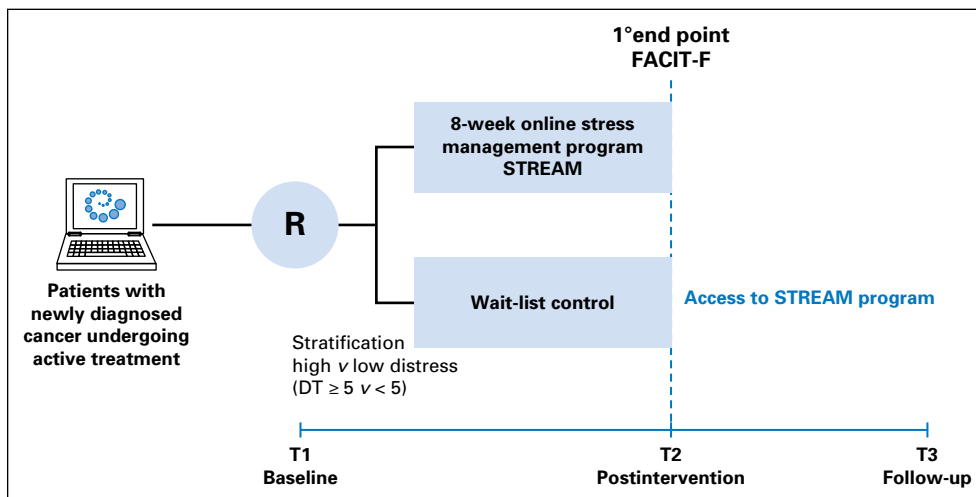 1°end point
FACIT-F
8-week online stress
management program
STREAM
R
Patients with
newly diagnosed
cancer undergoing
active treatment
Wait-list control
Access to STREAM program
Stratification
high v low distress
(DT ≥ 5 v < 5)
T1
Baseline
T2
Postintervention
T3
Follow-up